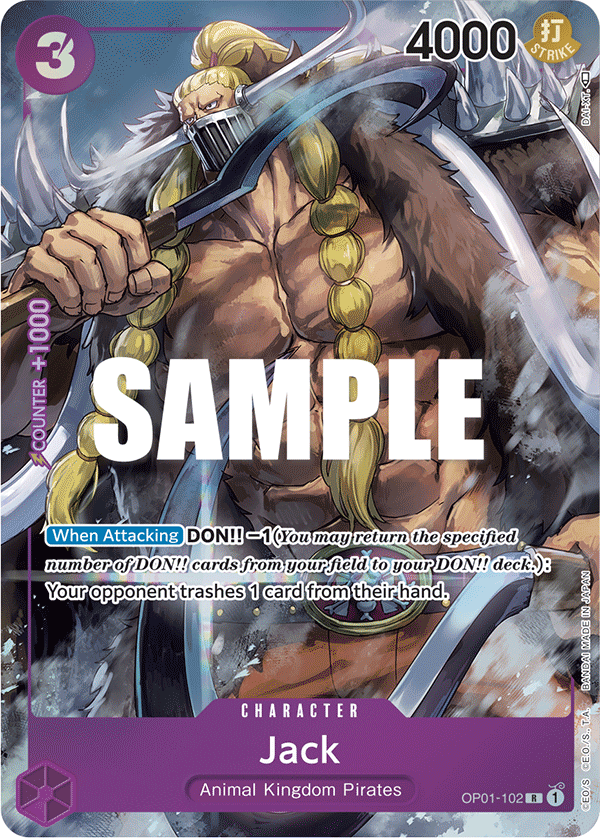 3
4000
打
STRIKE
DAI-XT.
COUNTER +1000
SAMPLE
When Attacking DON!! −1(You may return the specified
number of DON!! cards from your field to your DON!! deck.):
Your opponent trashes 1 card from their hand.
CHARACTER
Jack
Animal Kingdom Pirates
OP01-102 R 1
©E.O/S ©E.O./S., T.A. BANDAI MADE IN JAPAN